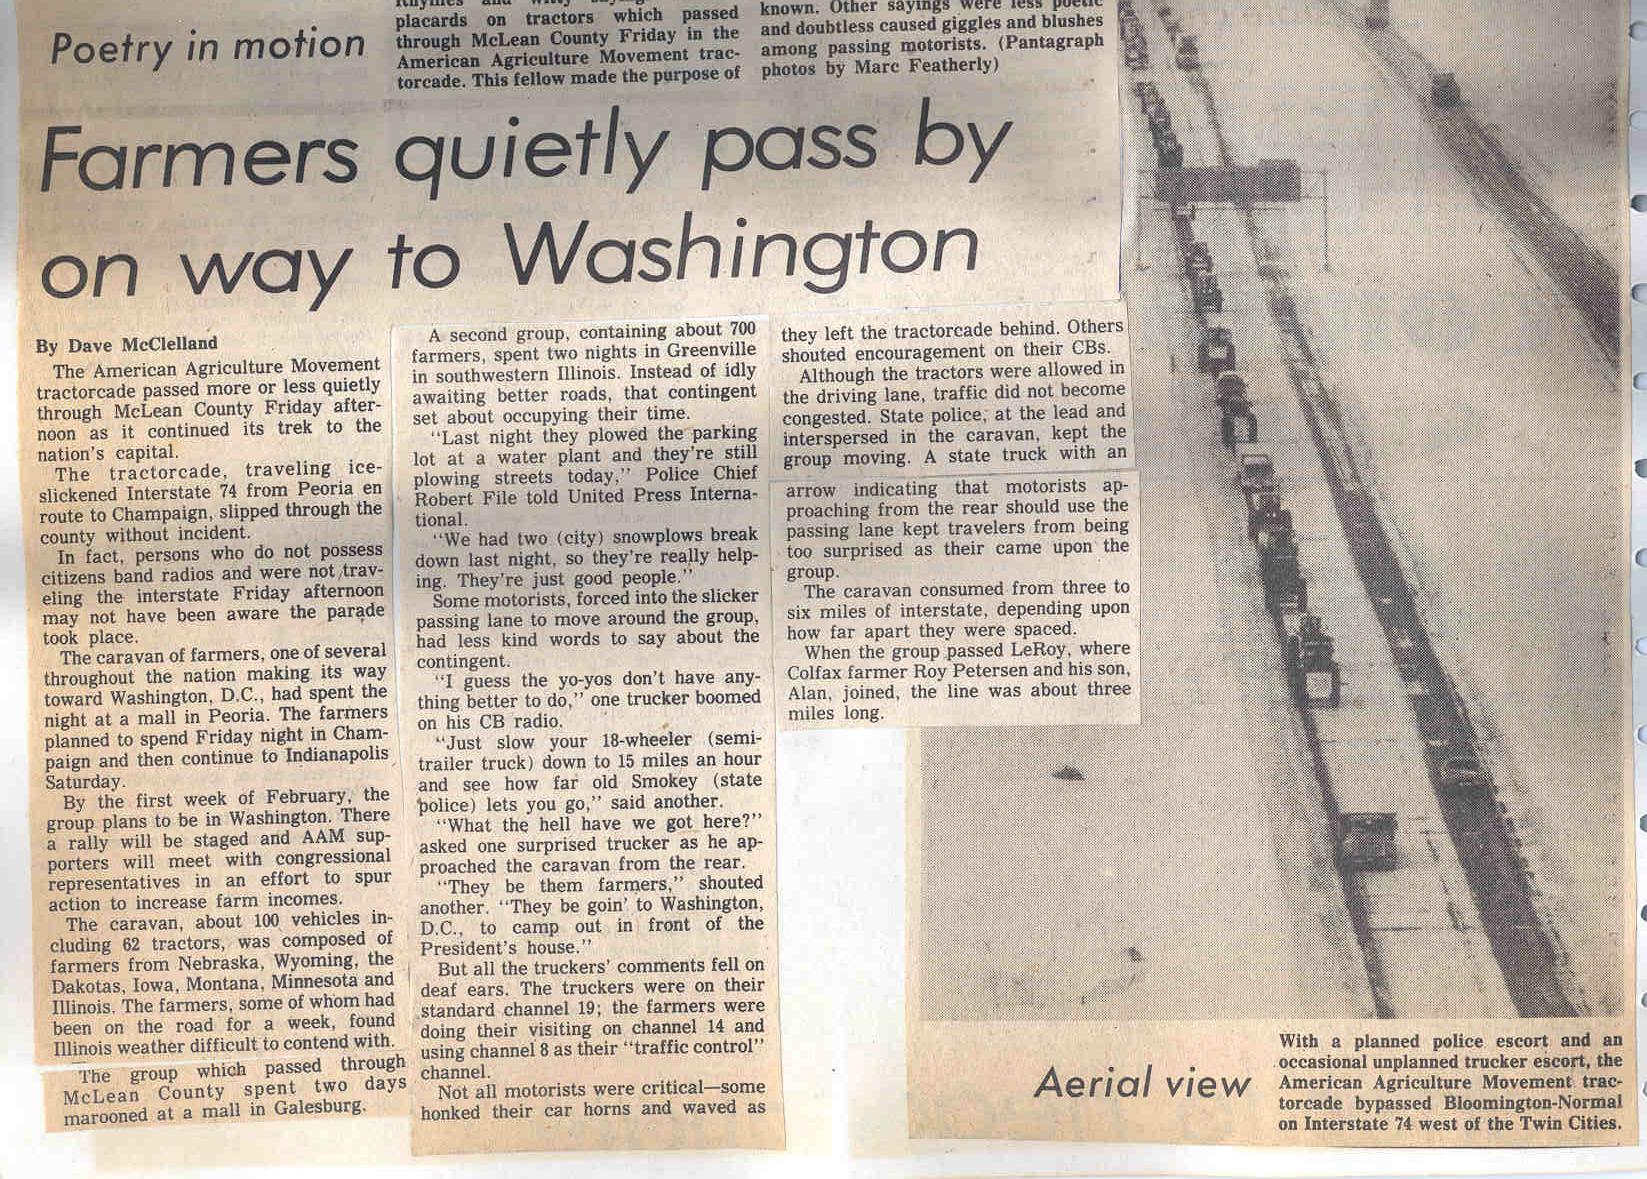 Poetry in motion
placards on tractors which passed
through McLean County Friday in the
American Agriculture Movement trac-
torcade. This fellow made the purpose of
known. Other sayings were less poetic
and doubtless caused giggles and blushes
among passing motorists. (Pantagraph
photos by Marc Featherly)
Farmers quietly pass by
on way to Washington
By Dave McClelland
The American Agriculture Movement
tractorcade passed more or less quietly
through McLean County Friday after-
noon as it continued its trek to the
nation's capital.
The tractorcade, traveling ice-
slickened Interstate 74 from Peoria en
route to Champaign, slipped through the
county without incident.
In fact, persons who do not possess
citizens band radios and were not trav-
eling the interstate Friday afternoon
may not have been aware the parade
took place.
The caravan of farmers, one of several
throughout the nation making its way
toward Washington, D.C., had spent the
night at a mall in Peoria. The farmers
planned to spend Friday night in Cham-
paign and then continue to Indianapolis
Saturday.
By the first week of February, the
group plans to be in Washington. There
a rally will be staged and AAM sup-
porters will meet with congressional
representatives in an effort to spur
action to increase farm incomes.
The caravan, about 100 vehicles in-
cluding 62 tractors, was composed of
farmers from Nebraska, Wyoming, the
Dakotas, Iowa, Montana, Minnesota and
Illinois. The farmers, some of whom had
been on the road for a week, found
Illinois weather difficult to contend with.
The group which passed through
McLean County spent two days
marooned at a mall in Galesburg.
A second group, containing about 700
farmers, spent two nights in Greenville
in southwestern Illinois. Instead of idly
awaiting better roads, that contingent
set about occupying their time.
"Last night they plowed the parking
lot at a water plant and they're still
plowing streets today," Police Chief
Robert File told United Press Interna-
tional.
"We had two (city) snowplows break
down last night, so they're really help-
ing. They're just good people."
Some motorists, forced into the slicker
passing lane to move around the group,
had less kind words to say about the
contingent.
"I guess the yo-yos don't have any-
thing better to do," one trucker boomed
on his CB radio.
"Just slow your 18-wheeler (semi-
trailer truck) down to 15 miles an hour
and see how far old Smokey (state
police) lets you go," said another.
"What the hell have we got here?"
asked one surprised trucker as he ap-
proached the caravan from the rear.
"They be them farmers," shouted
another. "They be goin' to Washington,
D.C., to camp out in front of the
President's house."
But all the truckers' comments fell on
deaf ears. The truckers were on their
standard channel 19; the farmers were
doing their visiting on channel 14 and
using channel 8 as their "traffic control"
channel.
Not all motorists were critical—some
honked their car horns and waved as
they left the tractorcade behind. Others
shouted encouragement on their CBs.
Although the tractors were allowed in
the driving lane, traffic did not become
congested. State police, at the lead and
interspersed in the caravan, kept the
group moving. A state truck with an
arrow indicating that motorists ap-
proaching from the rear should use the
passing lane kept travelers from being
too surprised as their came upon the
group.
The caravan consumed from three to
six miles of interstate, depending upon
how far apart they were spaced.
When the group passed LeRoy, where
Colfax farmer Roy Petersen and his son,
Alan, joined, the line was about three
miles long.
Aerial view
With a planned police escort and an
occasional unplanned trucker escort, the
American Agriculture Movement trac-
torcade bypassed Bloomington-Normal
on Interstate 74 west of the Twin Cities.